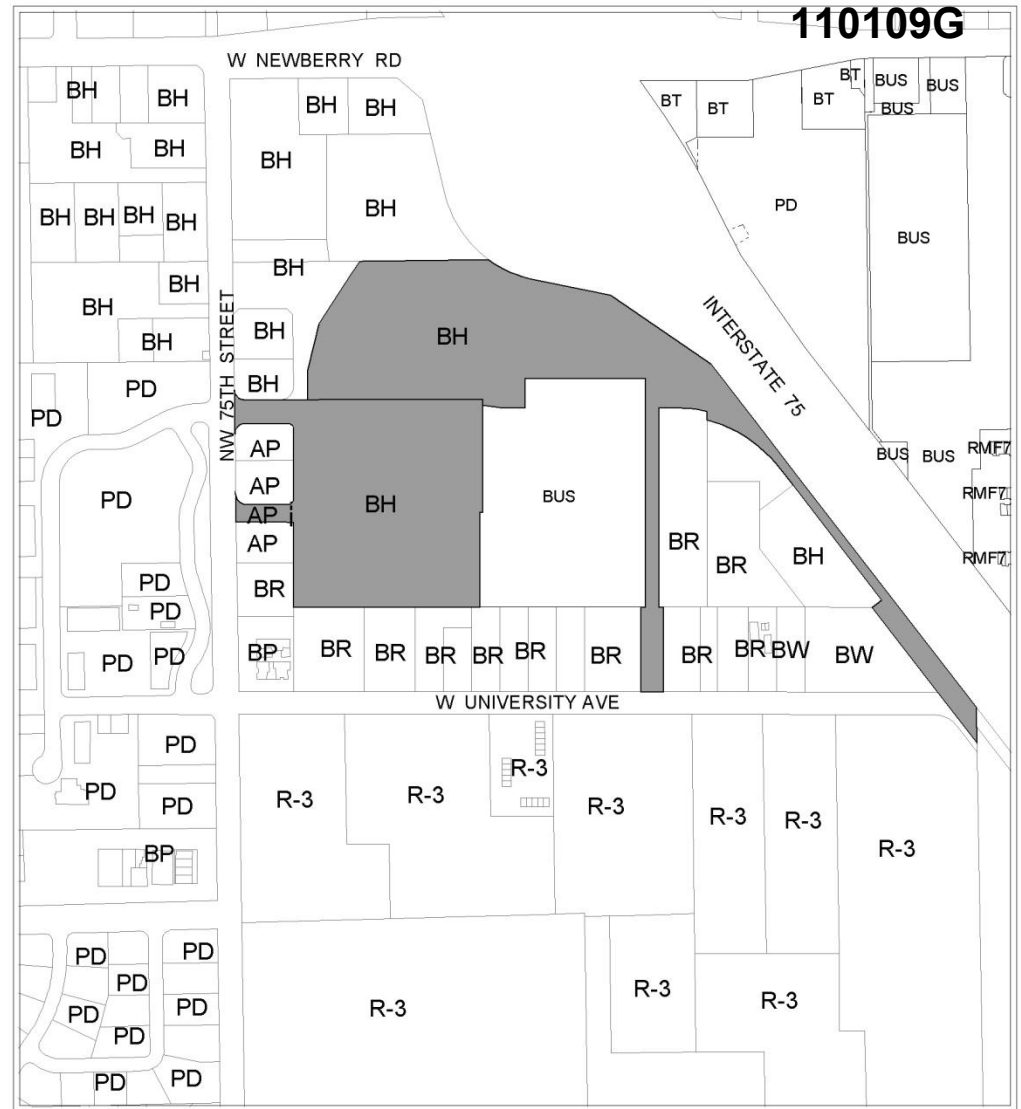 110109G
W NEWBERRY RD
BH BH BH BH BT BT BT BT BUS BUS
BUS
BH BH BH BH
PD
BH BH BH BH BH BUS
BH BH
BH BH BH INTERSTATE 75
BH
NW 75TH STREET
PD BH
PD
AP BUS BUS RMF7
PD AP BH BUS RMF7
AP
AP BR BR BH RMF7
PD BR
PD
PD PD BP BR BR BR BR BR BR BR BR BW BW
W UNIVERSITY AVE
PD R-3
PD PD R-3 R-3 R-3 R-3 R-3 R-3
BP
PD PD
PD R-3 R-3
PD PD R-3
PD
PD PD